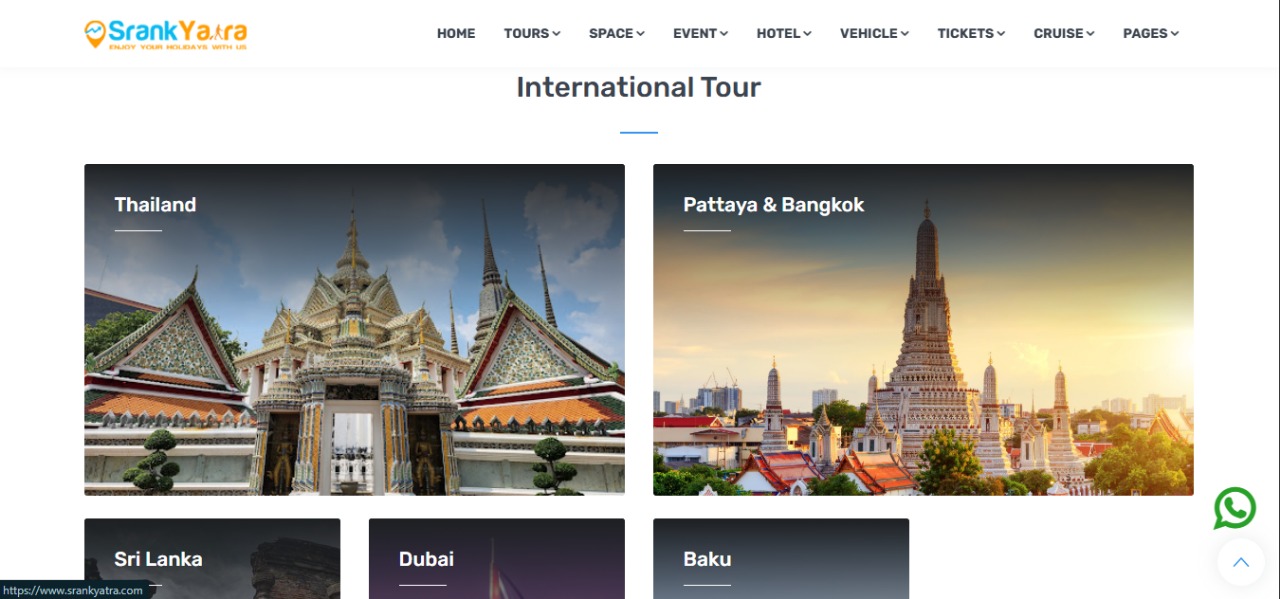 SrankYatra
ENJOY YOUR HOLIDAYS WITH US
HOME TOURS SPACE EVENT HOTEL VEHICLE TICKETS CRUISE PAGES
International Tour
Thailand
Pattaya & Bangkok
Sri Lanka
Dubai
Baku
https://www.srankyatra.com